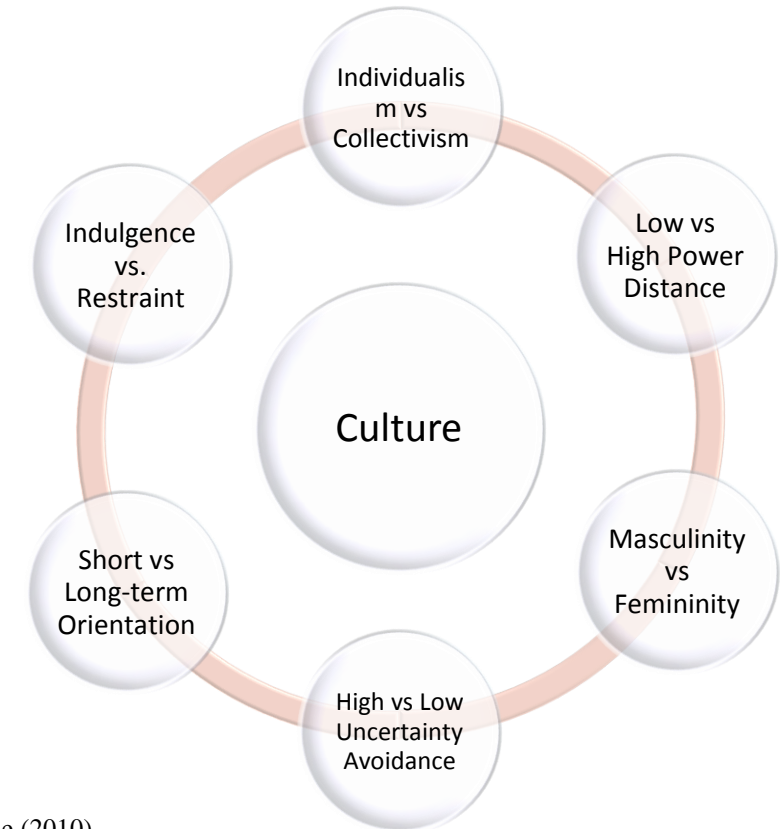 Individualis
m vs
Collectivism
Low vs
High Power
Distance
Masculinity
vs
Femininity
High vs Low
Uncertainty
Avoidance
Short vs
Long-term
Orientation
Indulgence
vs.
Restraint
Culture
(2010)